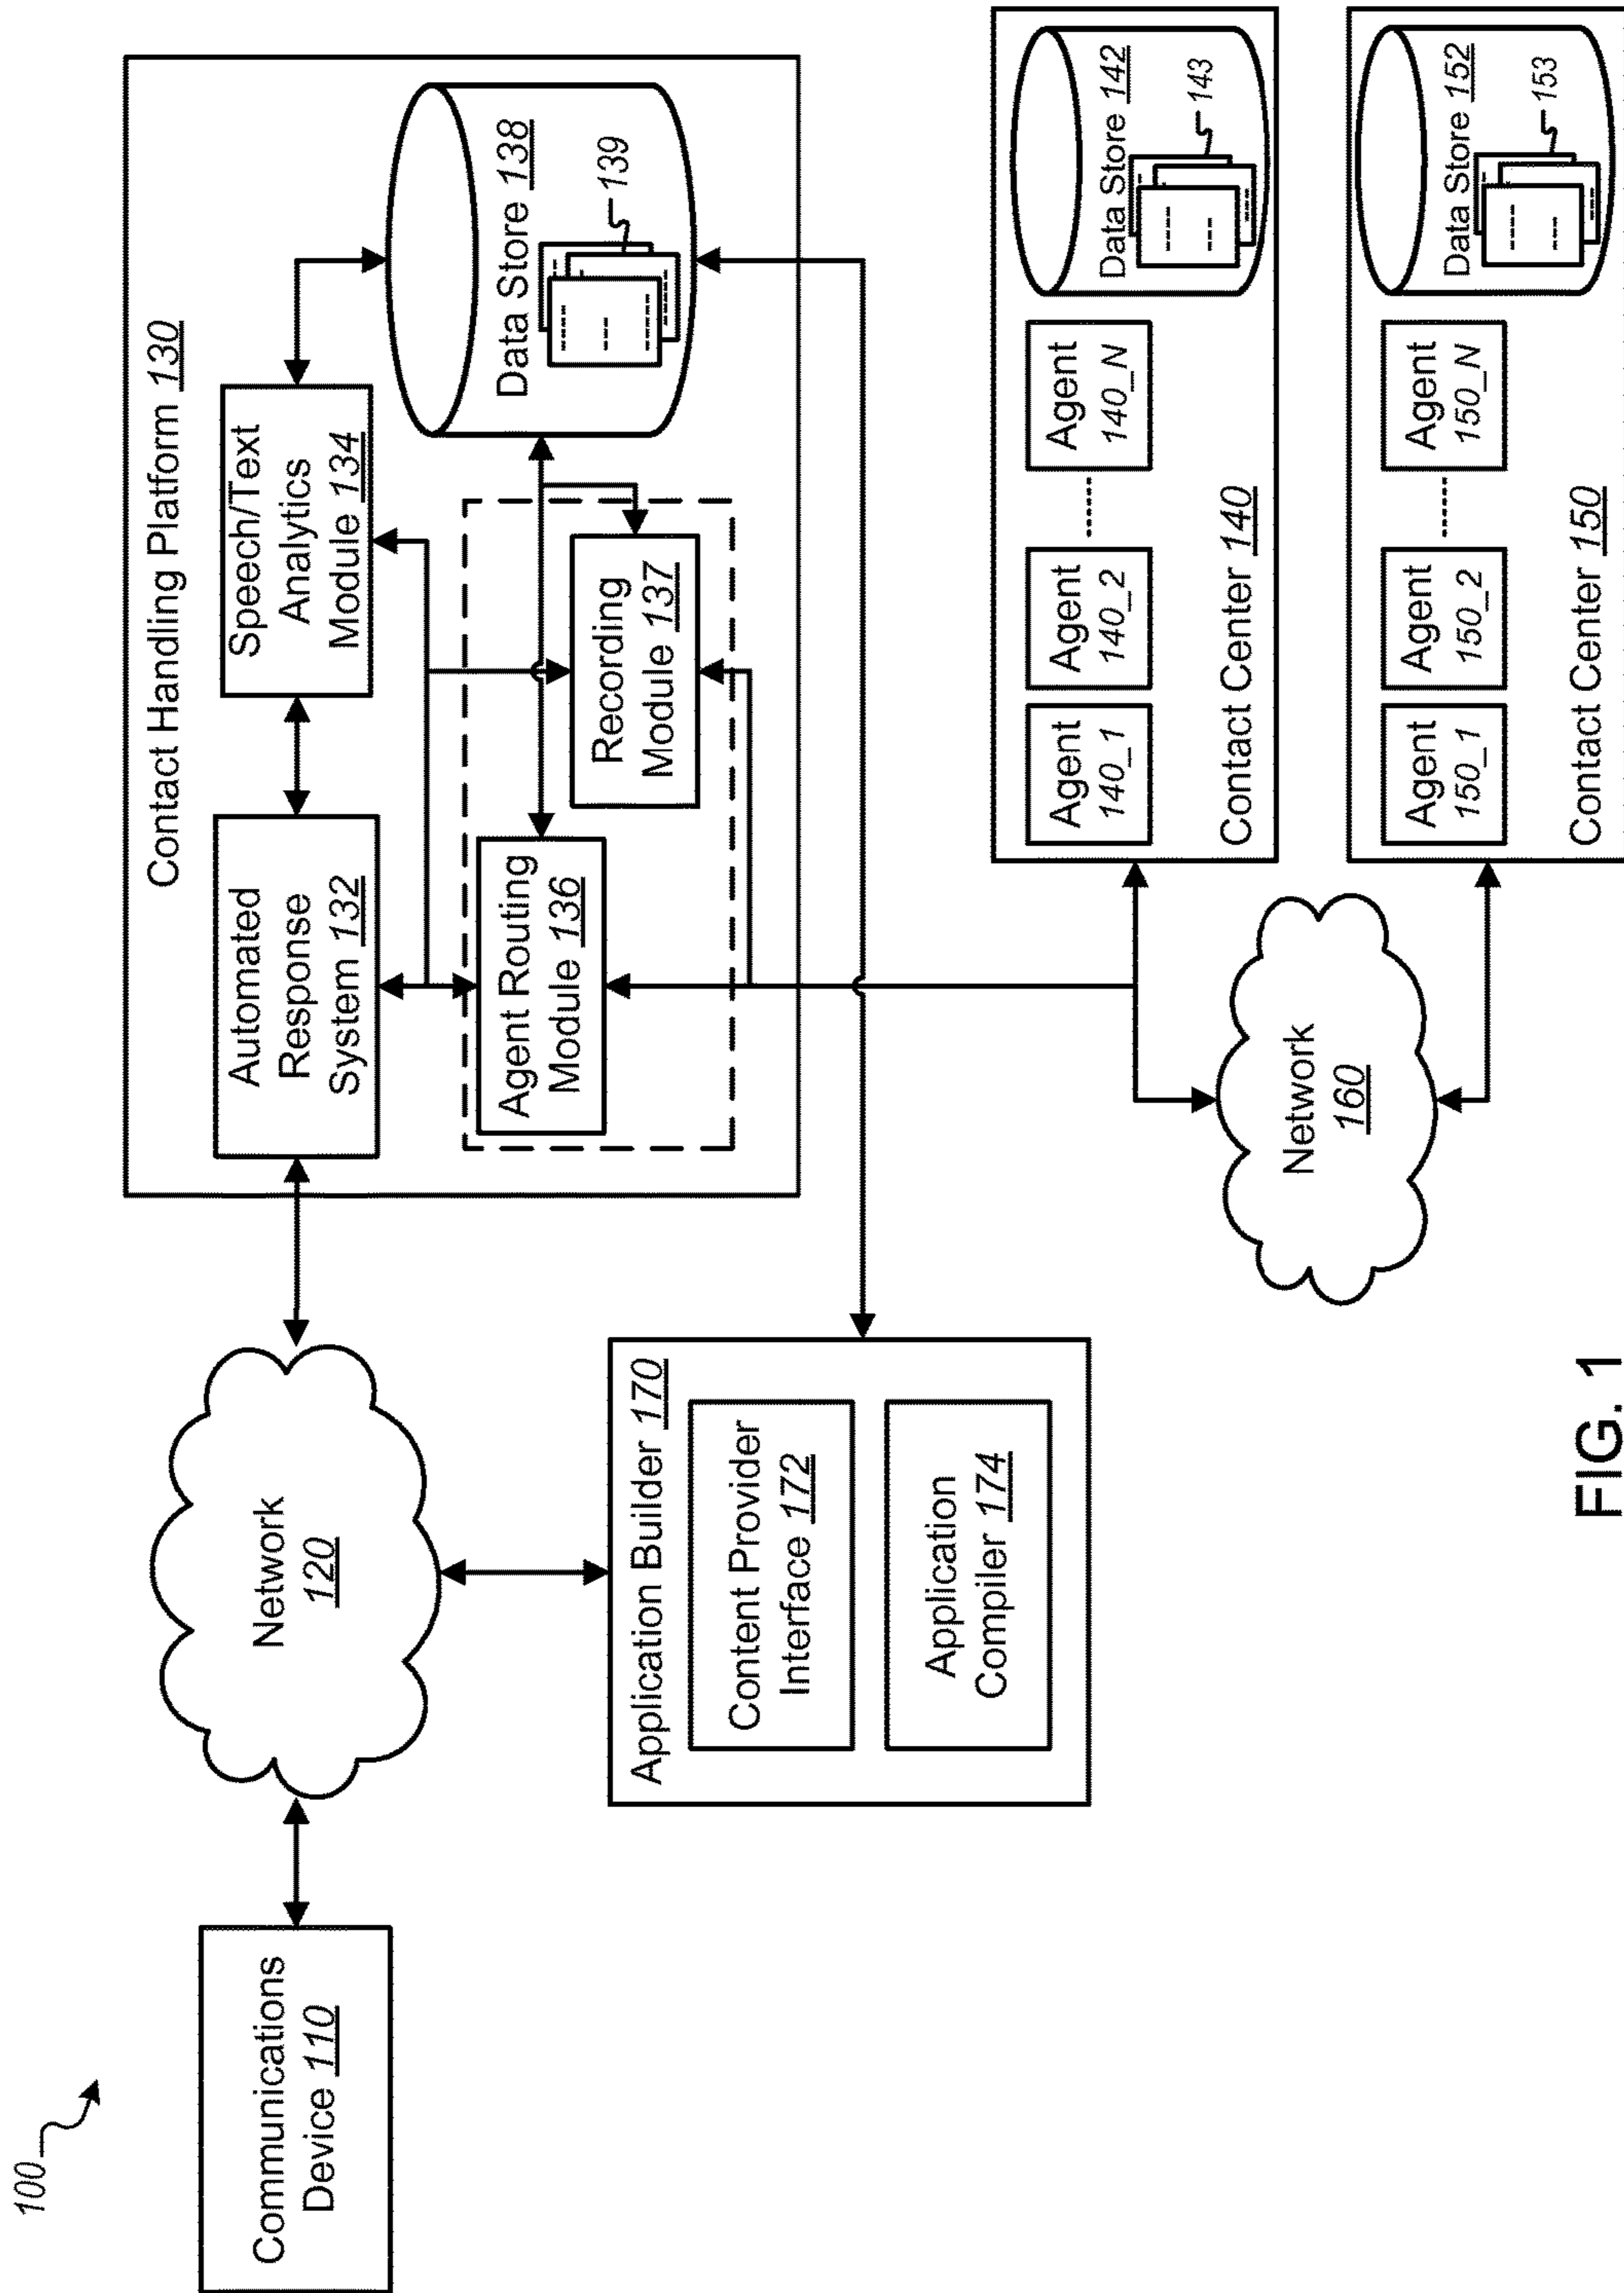 100
Communications
Device 110
Network
120
Contact Handling Platform 130
Automated
Response
System 132
Speech/Text
Analytics
Module 134
Agent Routing
Module 136
Recording
Module 137
Data Store 138
139
Application Builder 170
Content Provider
Interface 172
Application
Compiler 174
Network
160
Agent
140_1
Agent
140_2
Agent
140_N
Data Store 142
143
Contact Center 140
Agent
150_1
Agent
150_2
Agent
150_N
Data Store 152
153
Contact Center 150
FIG. 1